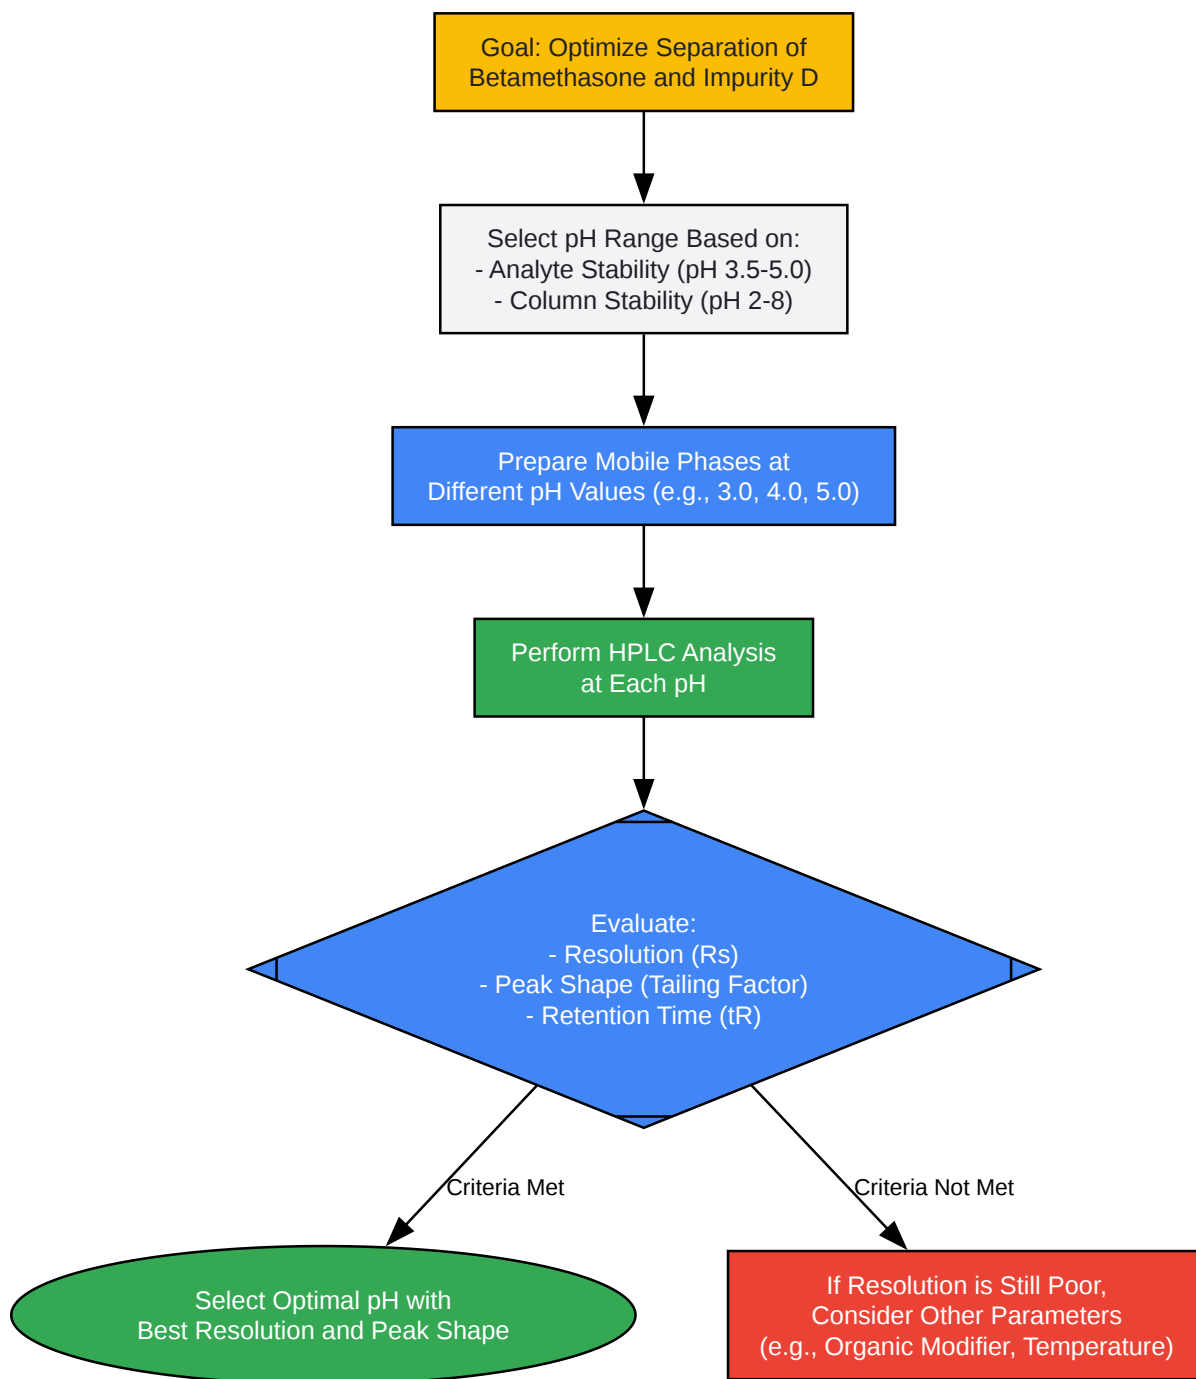 Goal: Optimize Separation of
Betamethasone and Impurity D
Select pH Range Based on:
- Analyte Stability (pH 3.5-5.0)
- Column Stability (pH 2-8)
Prepare Mobile Phases at
Different pH Values (e.g., 3.0, 4.0, 5.0)
Perform HPLC Analysis
at Each pH
Evaluate:
- Resolution (Rs)
- Peak Shape (Tailing Factor)
- Retention Time (tR)
Criteria Met
Criteria Not Met
Select Optimal pH with
Best Resolution and Peak Shape
If Resolution is Still Poor,
Consider Other Parameters
(e.g., Organic Modifier, Temperature)